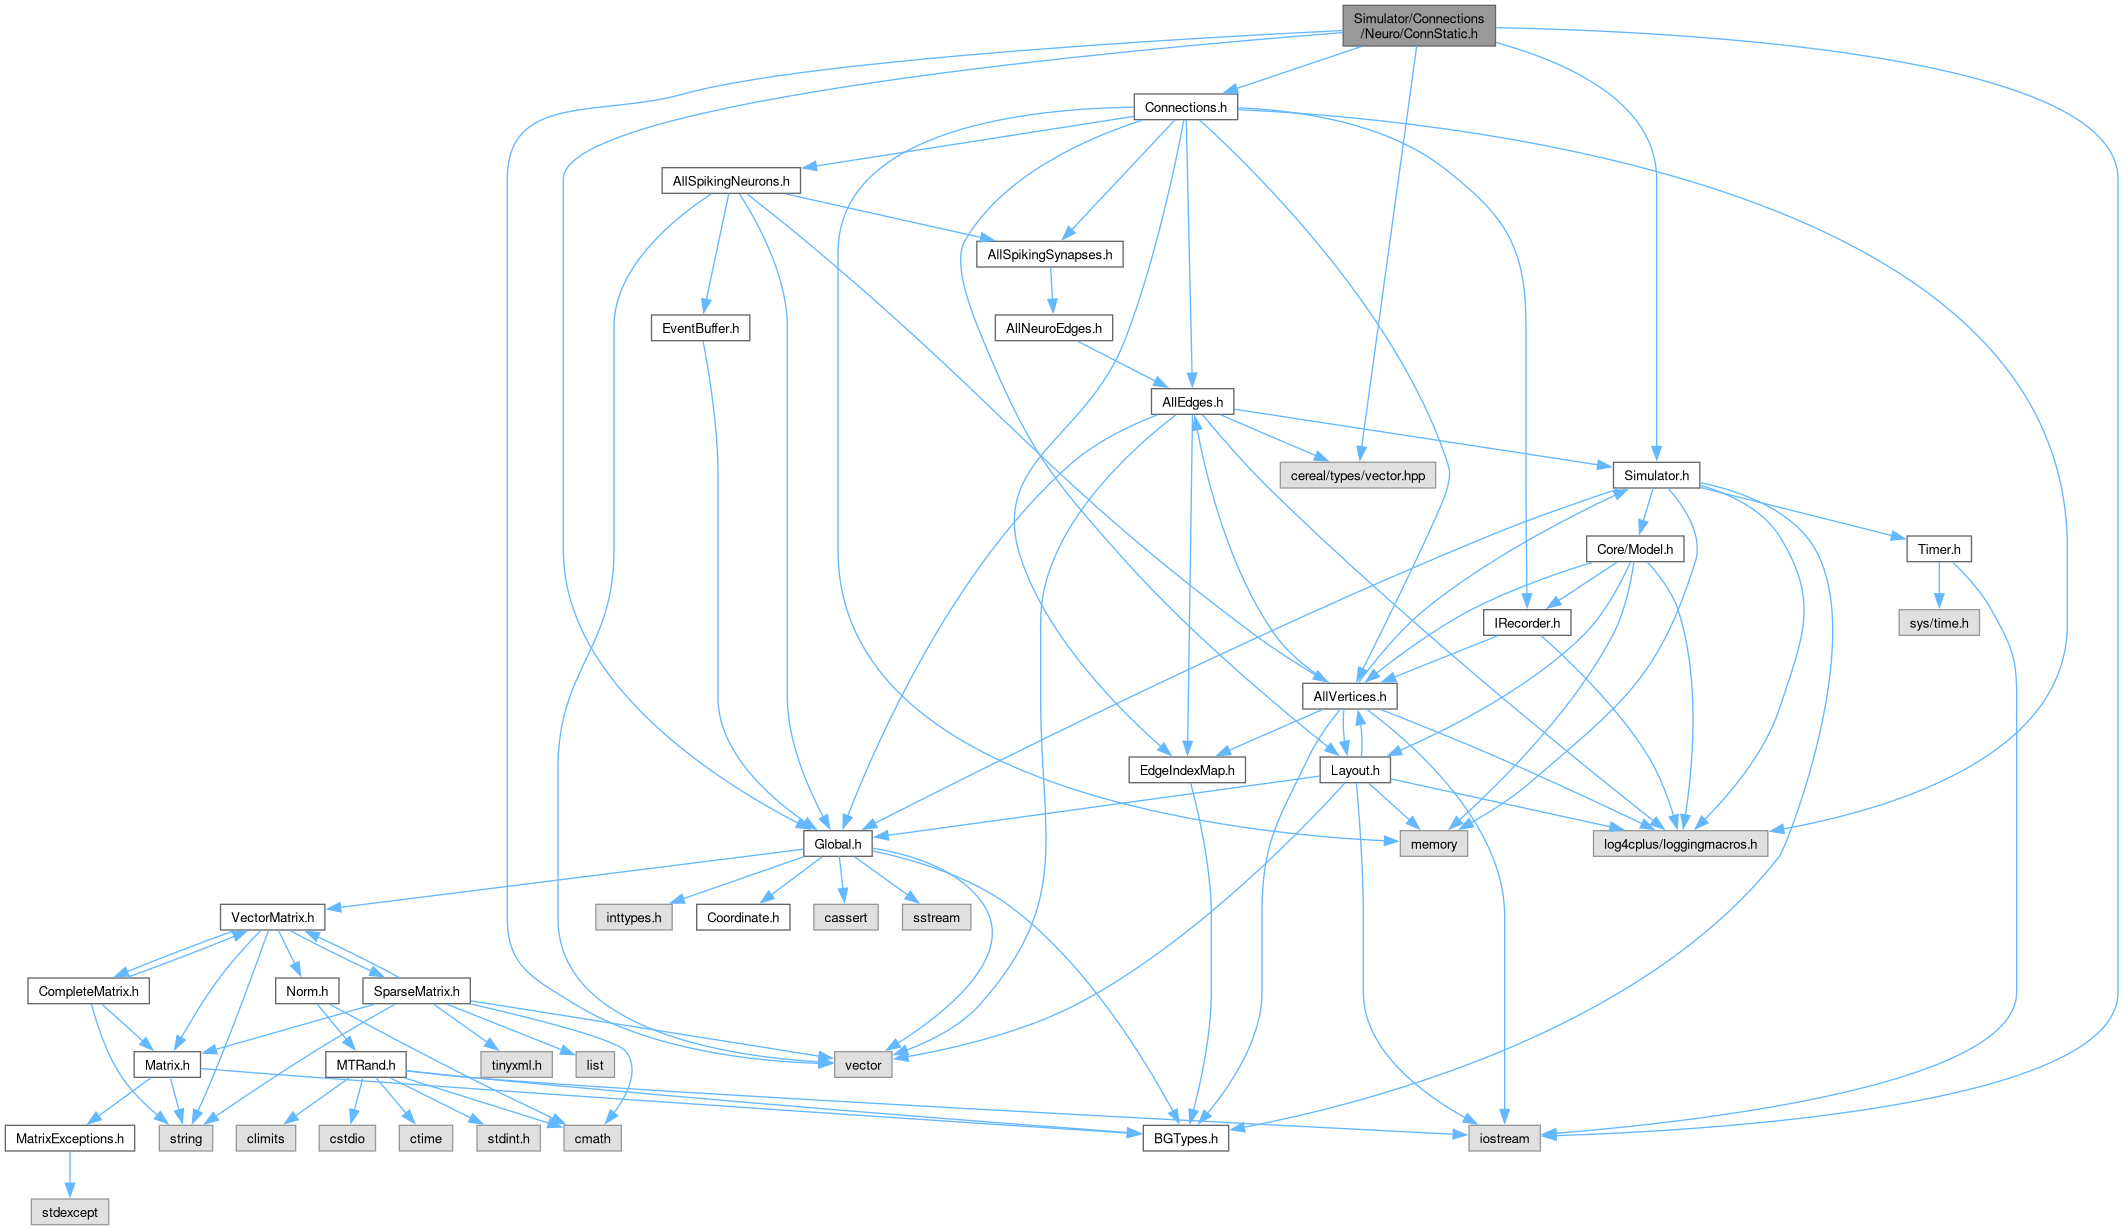 Simulator/Connections
/Neuro/ConnStatic.h
Connections.h
AllSpikingNeurons.h
AllSpikingSynapses.h
EventBuffer.h
AllNeuroEdges.h
AllEdges.h
cereal/types/vector.hpp
Simulator.h
Core/Model.h
Timer.h
IRecorder.h
sys/time.h
AllVertices.h
EdgeIndexMap.h
Layout.h
Global.h
memory
log4cplus/loggingmacros.h
VectorMatrix.h
inttypes.h
Coordinate.h
cassert
sstream
CompleteMatrix.h
Norm.h
SparseMatrix.h
Matrix.h
MTRand.h
tinyxml.h
list
vector
MatrixExceptions.h
string
climits
cstdio
ctime
stdint.h
cmath
BGTypes.h
iostream
stdexcept